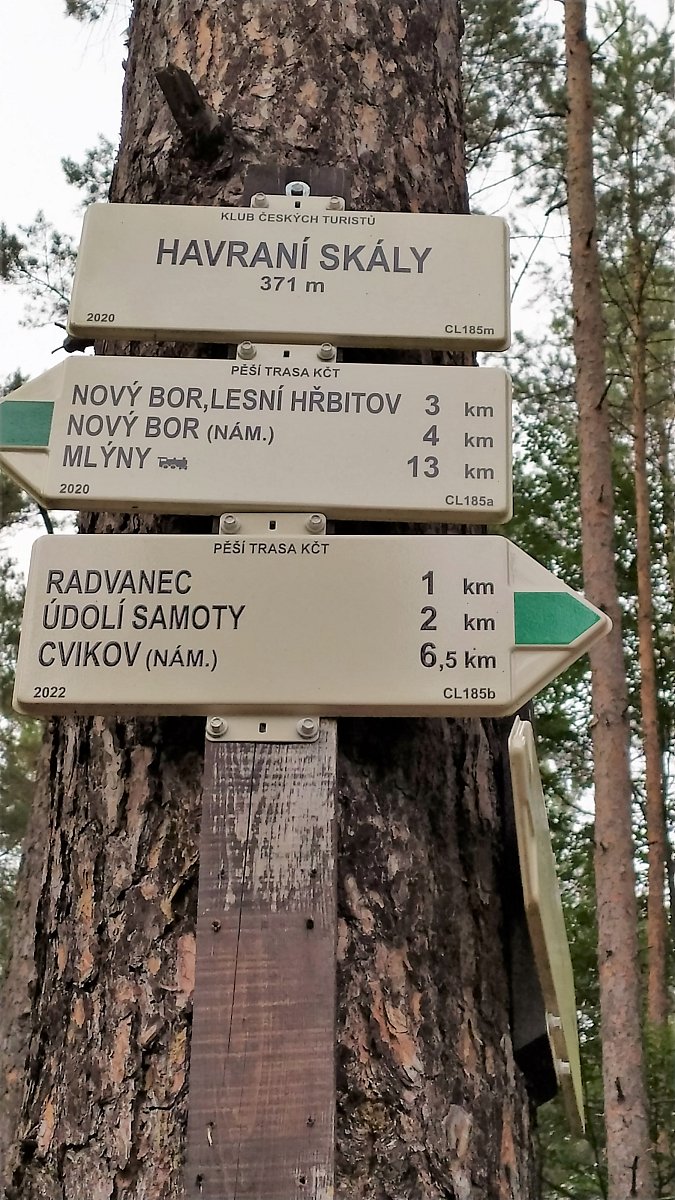 KLUB ČESKÝCH TURISTŮ
HAVRANÍ SKÁLY
371 m
2020 CL185m
PĚŠÍ TRASA KČT
NOVÝ BOR,LESNÍ HŘBITOV 3 km
NOVÝ BOR (NÁM.) 4 km
MLÝNY 13 km
2020 CL185a
PĚŠÍ TRASA KČT
RADVANEC 1 km
ÚDOLÍ SAMOTY 2 km
CVIKOV (NÁM.) 6,5 km
2022 CL185b